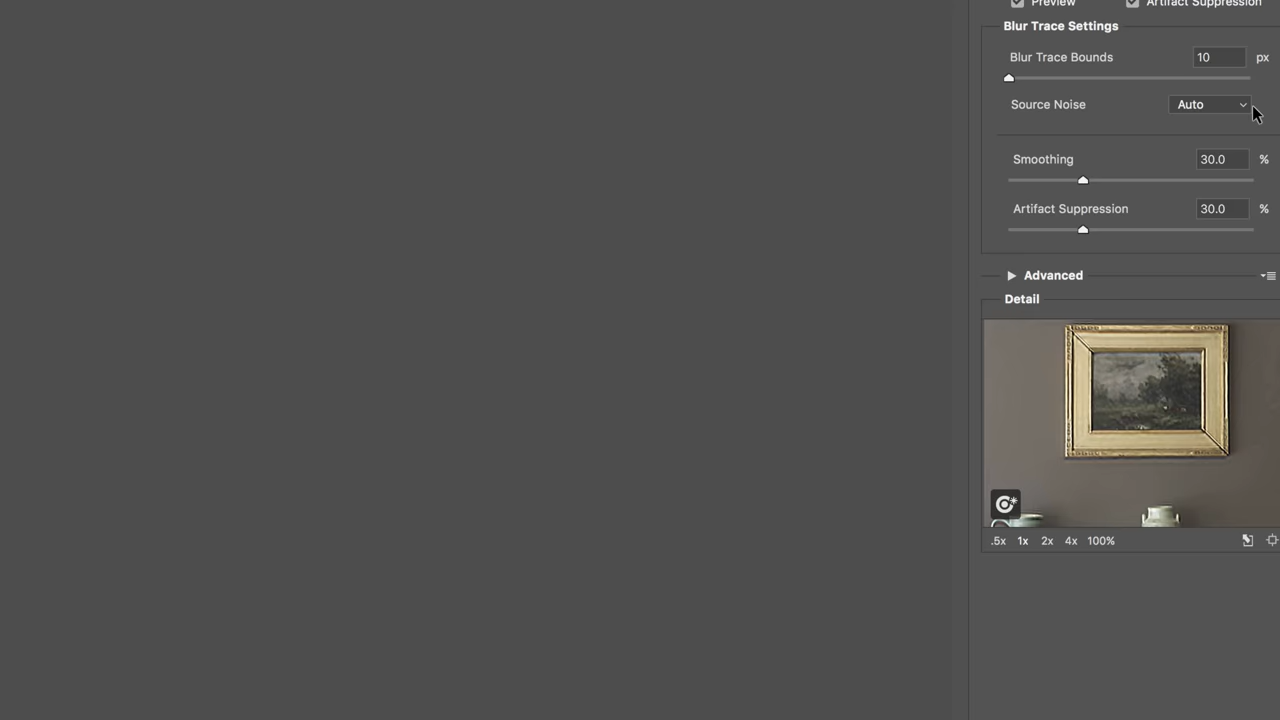 Preview Artifact Suppression
Blur Trace Settings
Blur Trace Bounds 10 px
Source Noise Auto
Smoothing 30.0 %
Artifact Suppression 30.0 %
Advanced
Detail
.5x 1x 2x 4x 100%